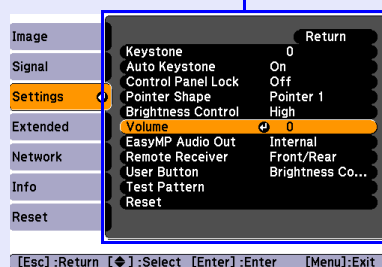 Image
Signal
Settings
Extended
Network
Info
Reset
Return
Keystone 0
Auto Keystone On
Control Panel Lock Off
Pointer Shape Pointer 1
Brightness Control High
Volume 0
EasyMP Audio Out Internal
Remote Receiver Front/Rear
User Button Brightness Co...
Test Pattern
Reset
[Esc] :Return [◆] :Select [Enter] :Enter [Menu]:Exit